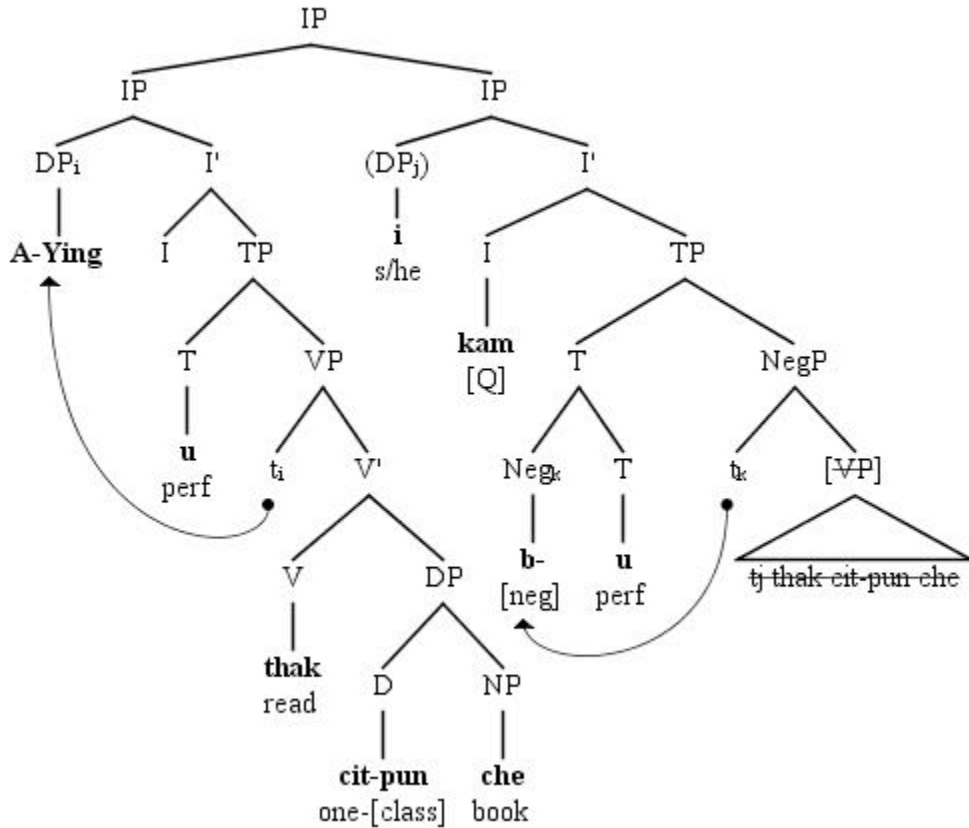 IP
IP IP
DPᵢ I' (DPⱼ) I'
A-Ying I TP i I TP
s/he
T VP kam T NegP
[Q]
u tᵢ V' Negₖ T tₖ [VP]
perf
V DP b- u tj thak cit-pun che
[neg] perf
thak D NP
read
cit-pun che
one-[class] book